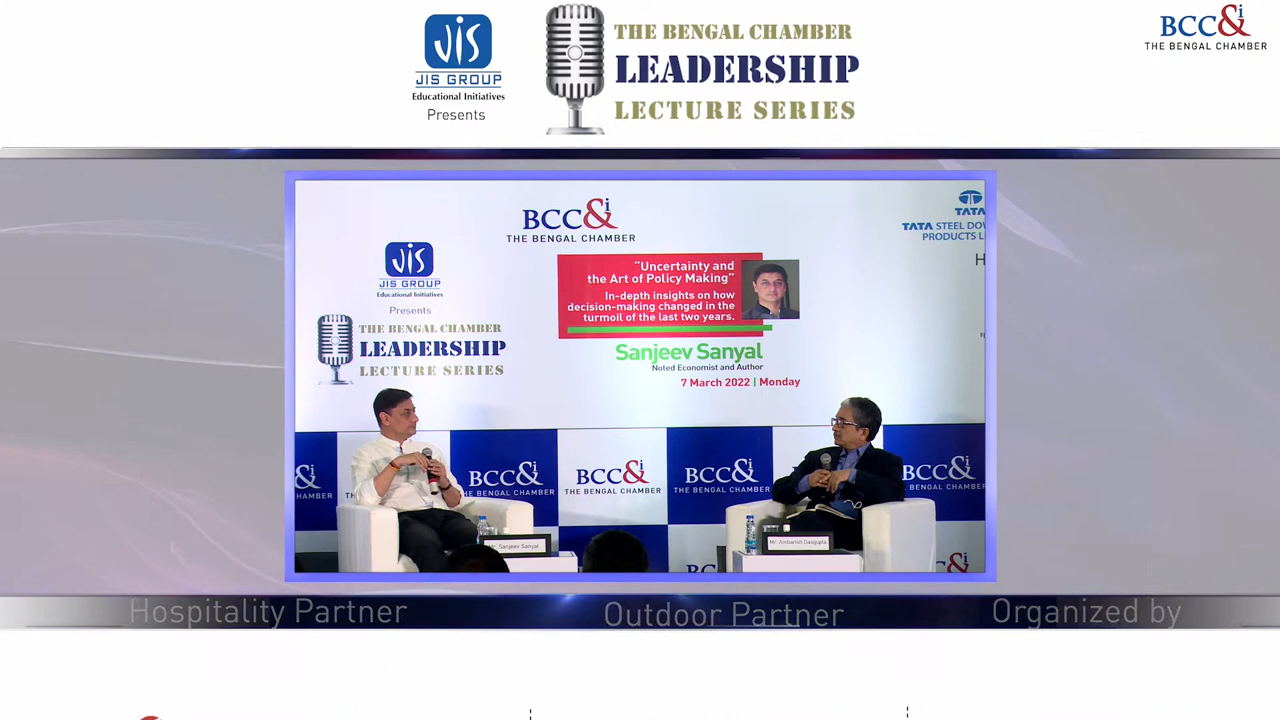 JIS
JIS GROUP
Educational Initiatives
Presents
THE BENGAL CHAMBER
LEADERSHIP
LECTURE SERIES
BCC&i
THE BENGAL CHAMBER
BCC&i
THE BENGAL CHAMBER
TATA
TATA STEEL DOW
PRODUCTS L
H
JIS
JIS GROUP
Educational Initiatives
Presents
THE BENGAL CHAMBER
LEADERSHIP
LECTURE SERIES
“Uncertainty and
the Art of Policy Making”
In-depth insights on how
decision-making changed in the
turmoil of the last two years.
Sanjeev Sanyal
Noted Economist and Author
7 March 2022 | Monday
&i
CHAMBER
BCC&i
THE BENGAL CHAMBER
BCC&i
THE BENGAL CHAMBER
BCC&i
THE BENGAL CHAMBER
BCC&i
THE BENGAL CHAMBER
Mr. Sanjeev Sanyal
Mr. Ambarish Dasgupta
BC
&i
Hospitality Partner
Outdoor Partner
Organized by